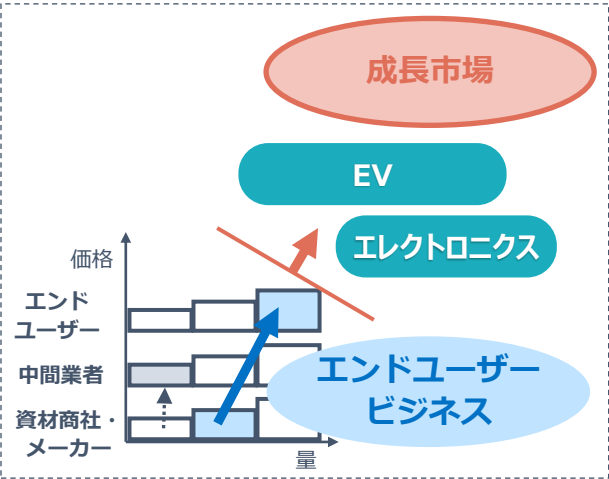 成長市場
EV
エレクトロニクス
価格
エンド
ユーザー
中間業者
資材商社・
メーカー
エンドユーザー
ビジネス
量